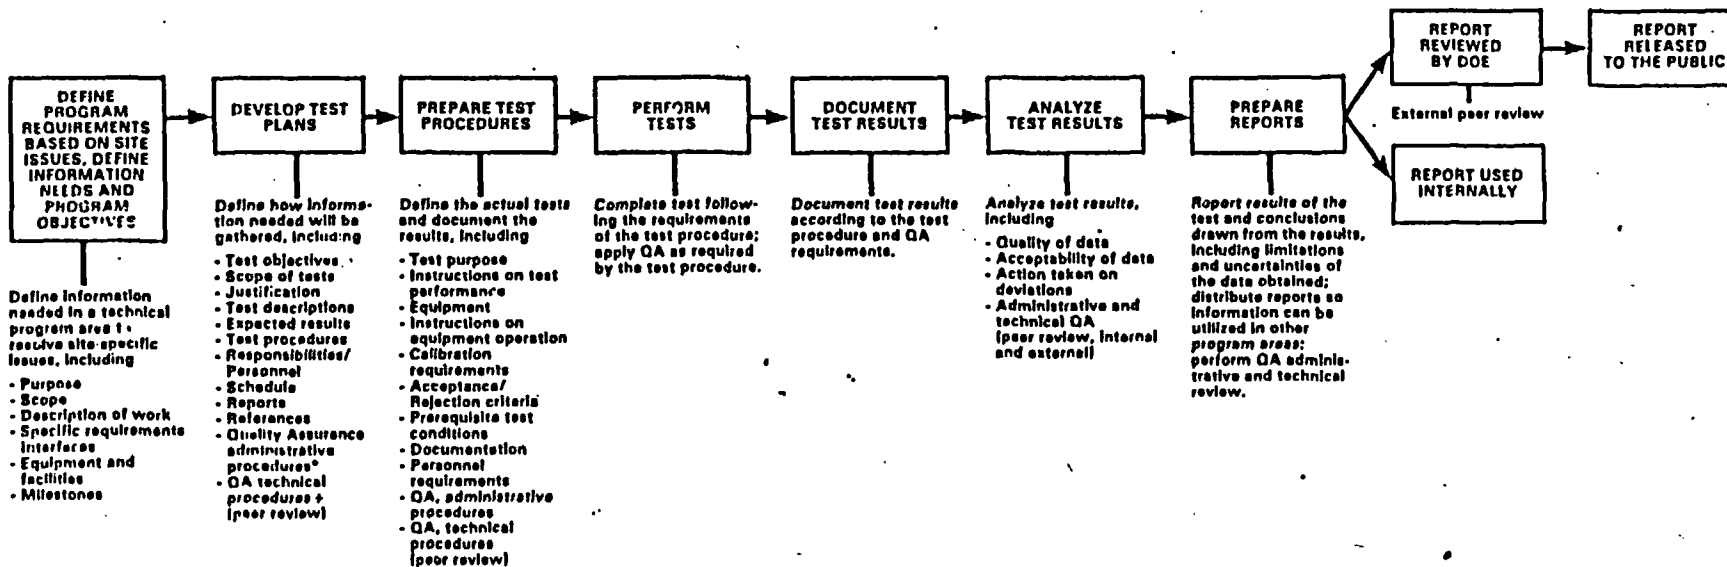 DEFINE
PROGRAM
REQUIREMENTS
BASED ON SITE
ISSUES, DEFINE
INFORMATION
NEEDS AND
PROGRAM
OBJECTIVES
Define information
needed in a technical
program area to
resolve site-specific
issues, including
- Purpose
- Scope
- Description of work
- Specific requirements
interfaces
- Equipment and
facilities
- Milestones
DEVELOP TEST
PLANS
Define how informa-
tion needed will be
gathered, including
- Test objectives
- Scope of tests
- Justification
- Test descriptions
- Expected results
- Test procedures
- Responsibilities/
Personnel
- Schedule
- Reports
- References
- Quality Assurance
administrative
procedures*
- QA technical
procedures +
(peer review)
PREPARE TEST
PROCEDURES
Define the actual tests
and document the
results, including
- Test purpose
- Instructions on test
performance
- Equipment
- Instructions on
equipment operation
- Calibration
requirements
- Acceptance/
Rejection criteria
- Prerequisite test
conditions
- Documentation
- Personnel
requirements
- QA, administrative
procedures
- QA, technical
procedures
(peer review)
PERFORM
TESTS
Complete test follow-
ing the requirements
of the test procedure;
apply QA as required
by the test procedure.
DOCUMENT
TEST RESULTS
Document test results
according to the test
procedure and QA
requirements.
ANALYZE
TEST RESULTS
Analyze test results,
including
- Quality of data
- Acceptability of data
- Action taken on
deviations
- Administrative and
technical QA
(peer review, internal
and external)
PREPARE
REPORTS
Report results of the
test and conclusions
drawn from the results,
including limitations
and uncertainties of
the data obtained;
distribute reports so
information can be
utilized in other
program areas;
perform QA adminis-
trative and technical
review.
REPORT
REVIEWED
BY DOE
External peer review
REPORT
RELEASED
TO THE PUBLIC
REPORT USED
INTERNALLY